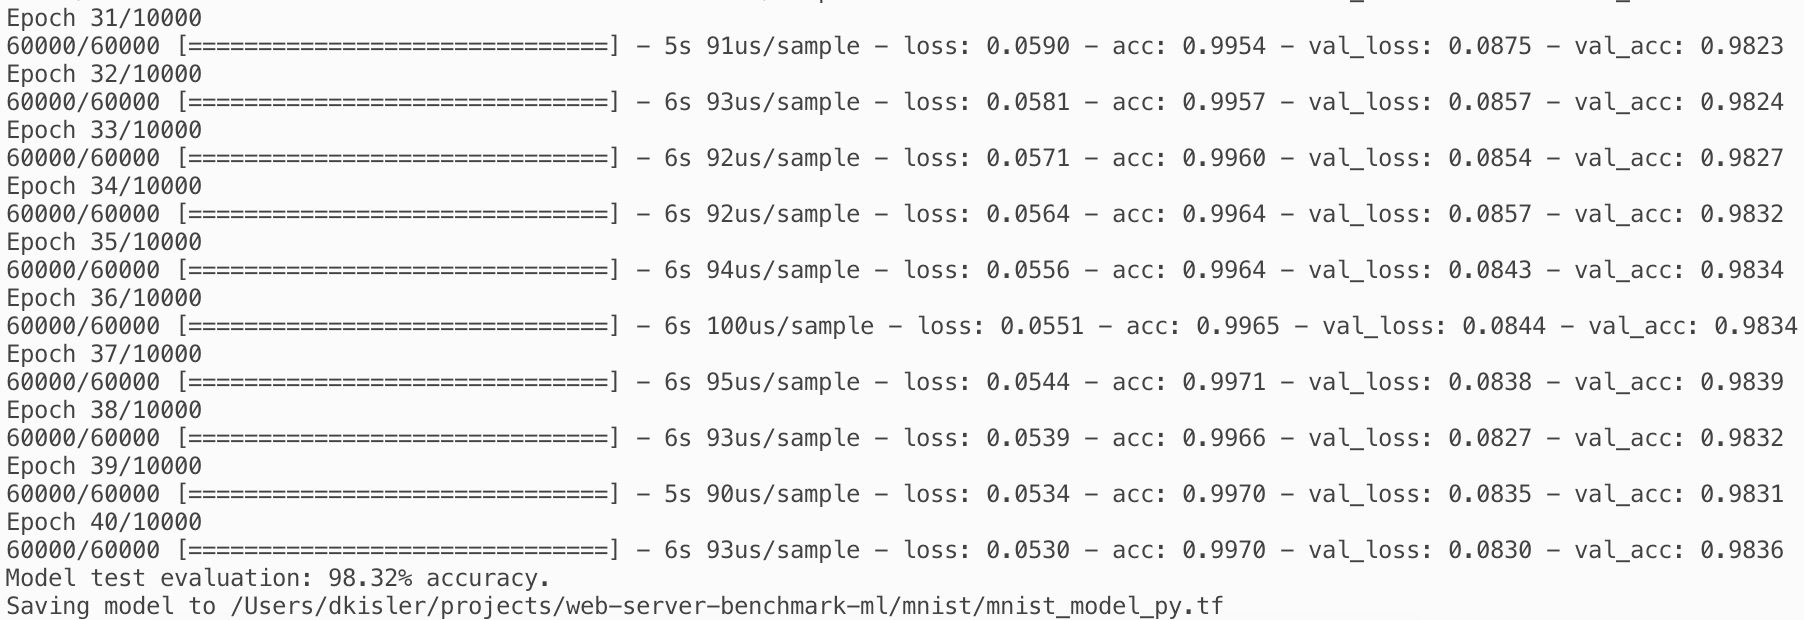 Epoch 31/10000
60000/60000 [==============================] - 5s 91us/sample - loss: 0.0590 - acc: 0.9954 - val_loss: 0.0875 - val_acc: 0.9823
Epoch 32/10000
60000/60000 [==============================] - 6s 93us/sample - loss: 0.0581 - acc: 0.9957 - val_loss: 0.0857 - val_acc: 0.9824
Epoch 33/10000
60000/60000 [==============================] - 6s 92us/sample - loss: 0.0571 - acc: 0.9960 - val_loss: 0.0854 - val_acc: 0.9827
Epoch 34/10000
60000/60000 [==============================] - 6s 92us/sample - loss: 0.0564 - acc: 0.9964 - val_loss: 0.0857 - val_acc: 0.9832
Epoch 35/10000
60000/60000 [==============================] - 6s 94us/sample - loss: 0.0556 - acc: 0.9964 - val_loss: 0.0843 - val_acc: 0.9834
Epoch 36/10000
60000/60000 [==============================] - 6s 100us/sample - loss: 0.0551 - acc: 0.9965 - val_loss: 0.0844 - val_acc: 0.9834
Epoch 37/10000
60000/60000 [==============================] - 6s 95us/sample - loss: 0.0544 - acc: 0.9971 - val_loss: 0.0838 - val_acc: 0.9839
Epoch 38/10000
60000/60000 [==============================] - 6s 93us/sample - loss: 0.0539 - acc: 0.9966 - val_loss: 0.0827 - val_acc: 0.9832
Epoch 39/10000
60000/60000 [==============================] - 5s 90us/sample - loss: 0.0534 - acc: 0.9970 - val_loss: 0.0835 - val_acc: 0.9831
Epoch 40/10000
60000/60000 [==============================] - 6s 93us/sample - loss: 0.0530 - acc: 0.9970 - val_loss: 0.0830 - val_acc: 0.9836
Model test evaluation: 98.32% accuracy.
Saving model to /Users/dkisler/projects/web-server-benchmark-ml/mnist/mnist_model_py.tf